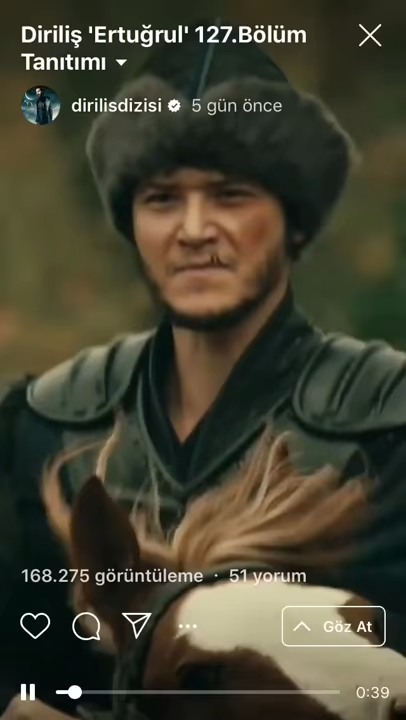 Diriliş 'Ertuğrul' 127.Bölüm
Tanıtımı
dirilisdizisi 5 gün önce
168.275 görüntüleme · 51 yorum
Göz At
0:39